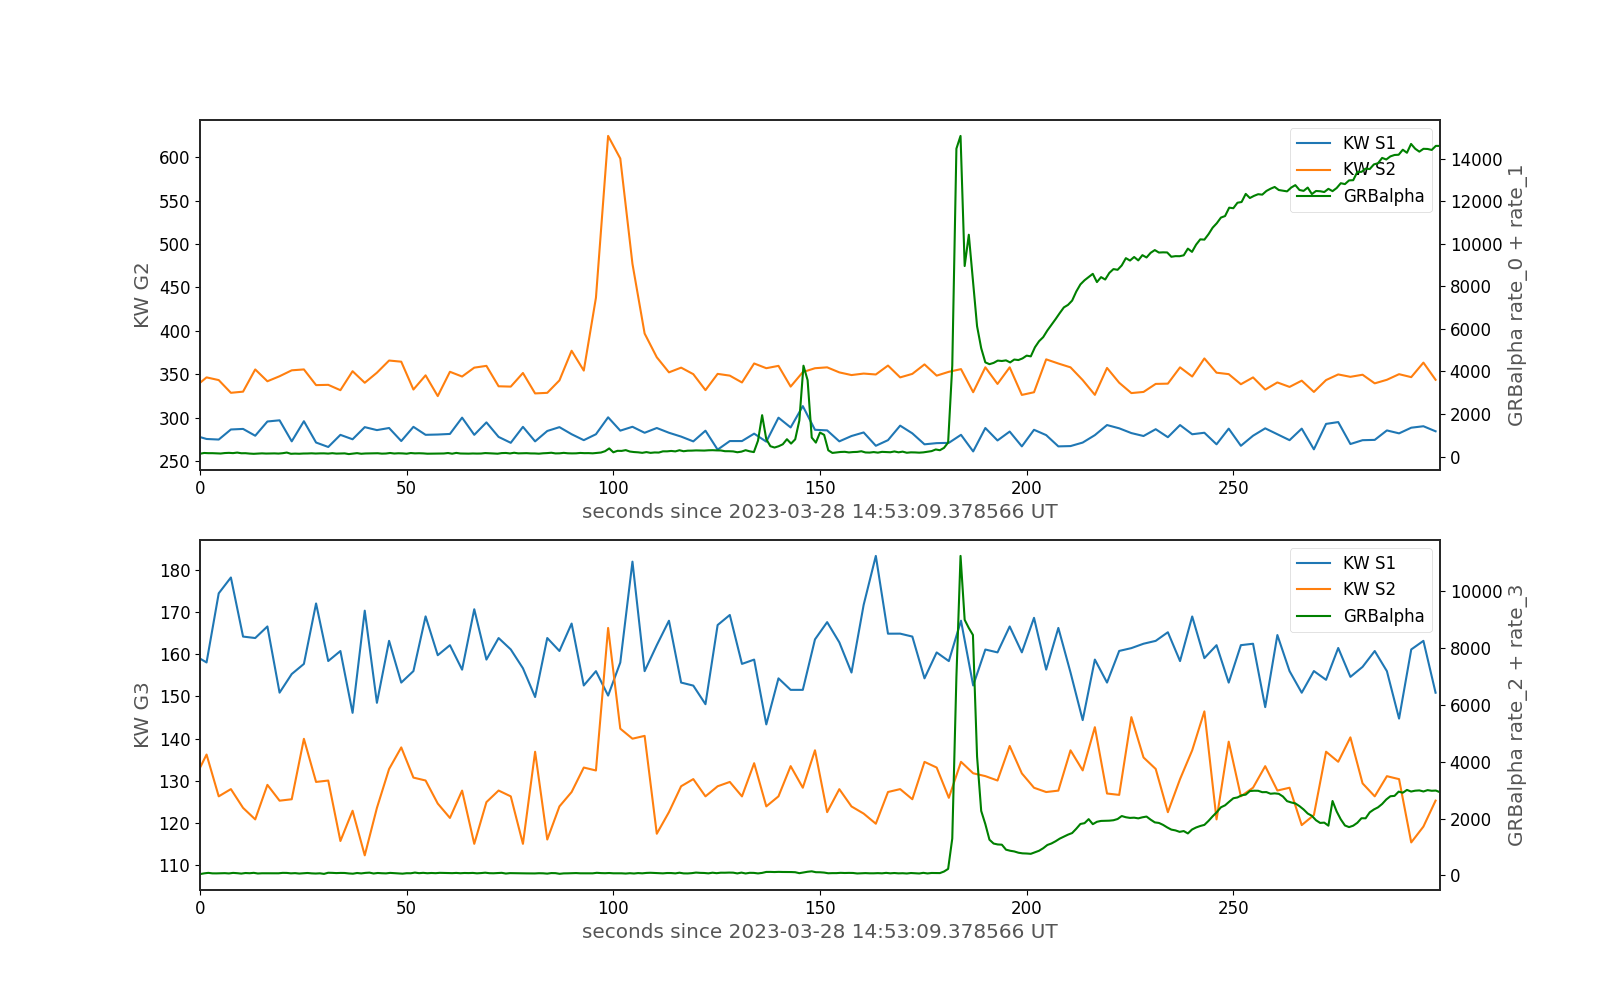 KW G2
600
550
500
450
400
350
300
250
KW S1
KW S2
GRBalpha
14000
12000
10000
8000
6000
4000
2000
0
GRBalpha rate_0 + rate_1
0 50 100 150 200 250
seconds since 2023-03-28 14:53:09.378566 UT
KW G3
180
170
160
150
140
130
120
110
KW S1
KW S2
GRBalpha
10000
8000
6000
4000
2000
0
GRBalpha rate_2 + rate_3
0 50 100 150 200 250
seconds since 2023-03-28 14:53:09.378566 UT